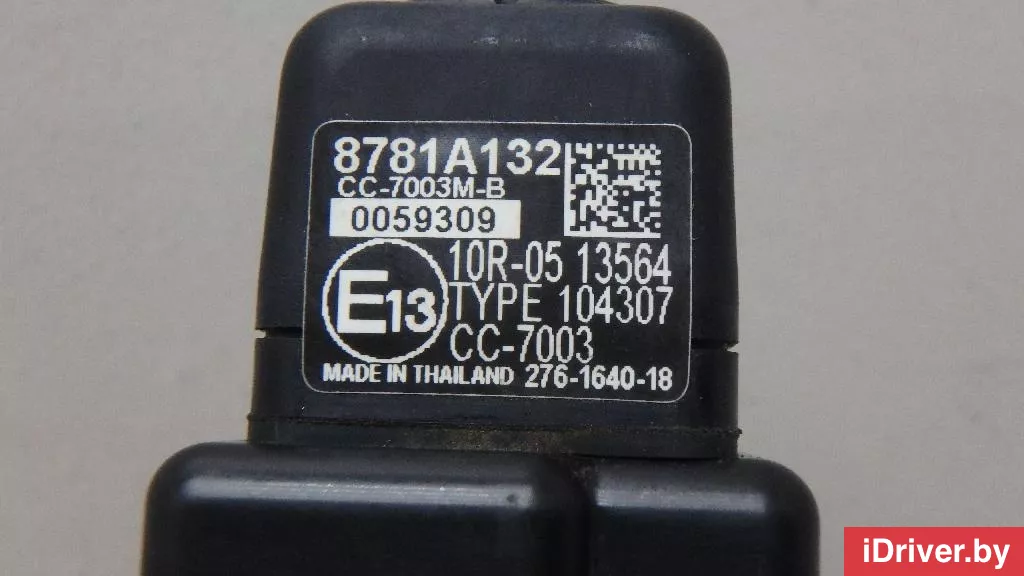 8781A132
CC-7003M-B
0059309
E13
10R-05 13564
TYPE 104307
CC-7003
MADE IN THAILAND 276-1640-18
iDriver.by